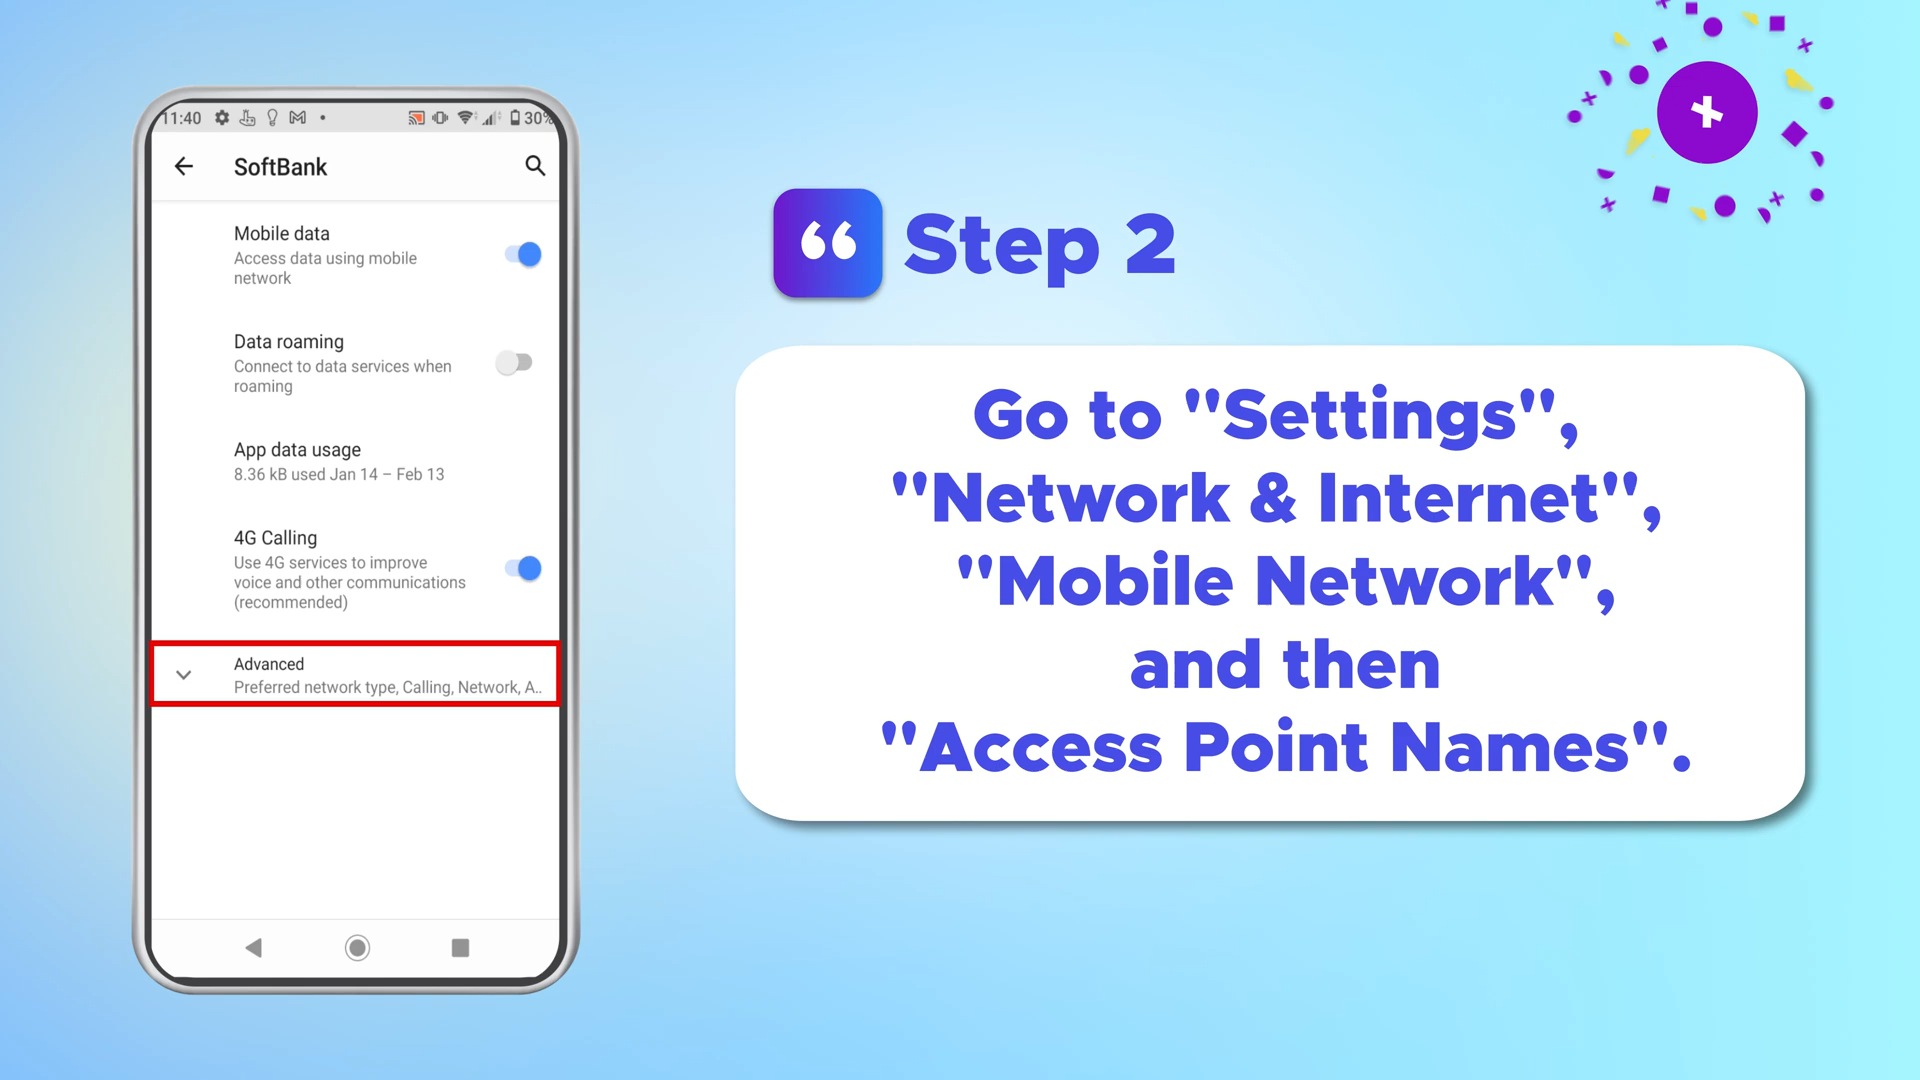 11:40
30%
SoftBank
Mobile data
Access data using mobile
network
Data roaming
Connect to data services when
roaming
App data usage
8.36 kB used Jan 14 – Feb 13
4G Calling
Use 4G services to improve
voice and other communications
(recommended)
Advanced
Preferred network type, Calling, Network, A..
Step 2
Go to "Settings",
"Network & Internet",
"Mobile Network",
and then
"Access Point Names".